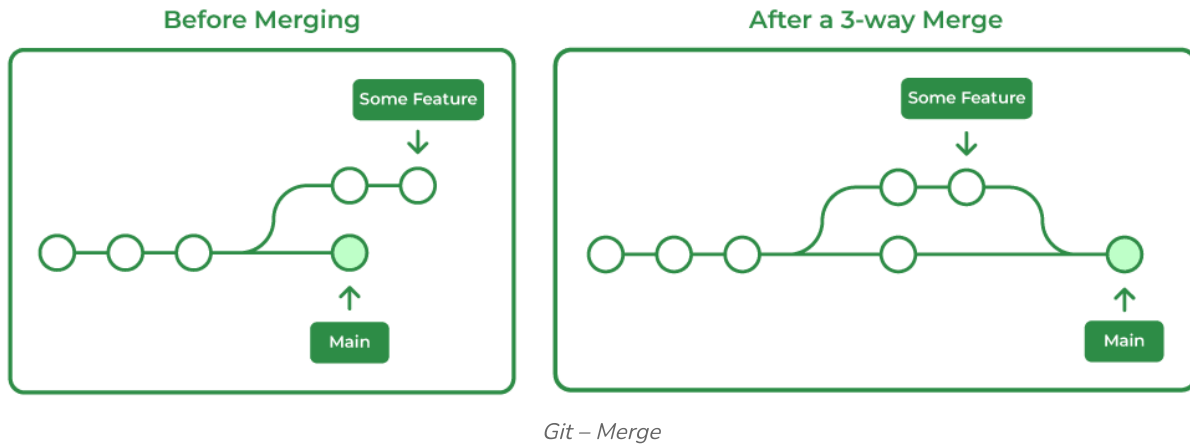 Before Merging
Some Feature
Main
After a 3-way Merge
Some Feature
Main
Git – Merge